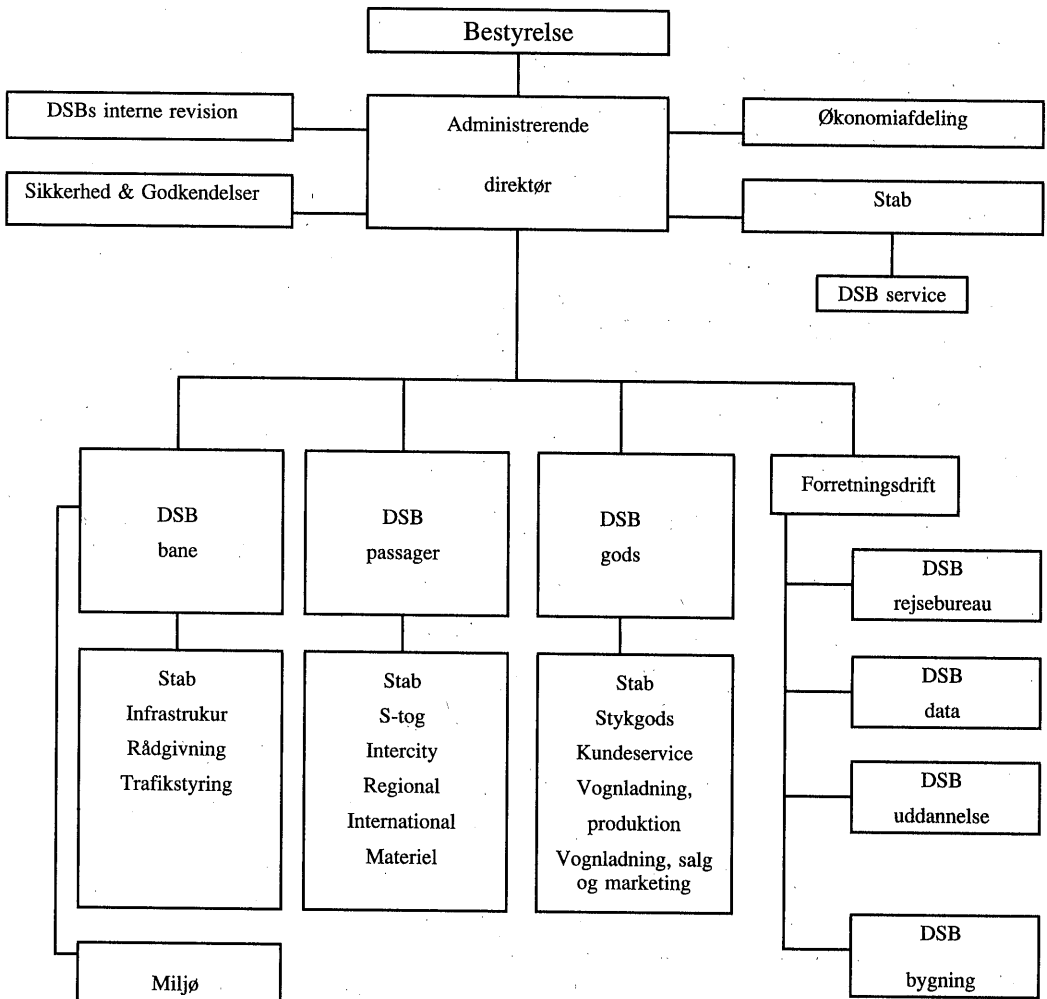 Bestyrelse
DSBs interne revision
Administrerende
direktør
Økonomiafdeling
Sikkerhed & Godkendelser
Stab
DSB service
DSB
bane
DSB
passager
DSB
gods
Forretningsdrift
DSB
rejsebureau
DSB
data
DSB
uddannelse
DSB
bygning
Stab
Infrastrukur
Rådgivning
Trafikstyring
Stab
S-tog
Intercity
Regional
International
Materiel
Stab
Stykgods
Kundeservice
Vognladning,
produktion
Vognladning, salg
og marketing
Miljø